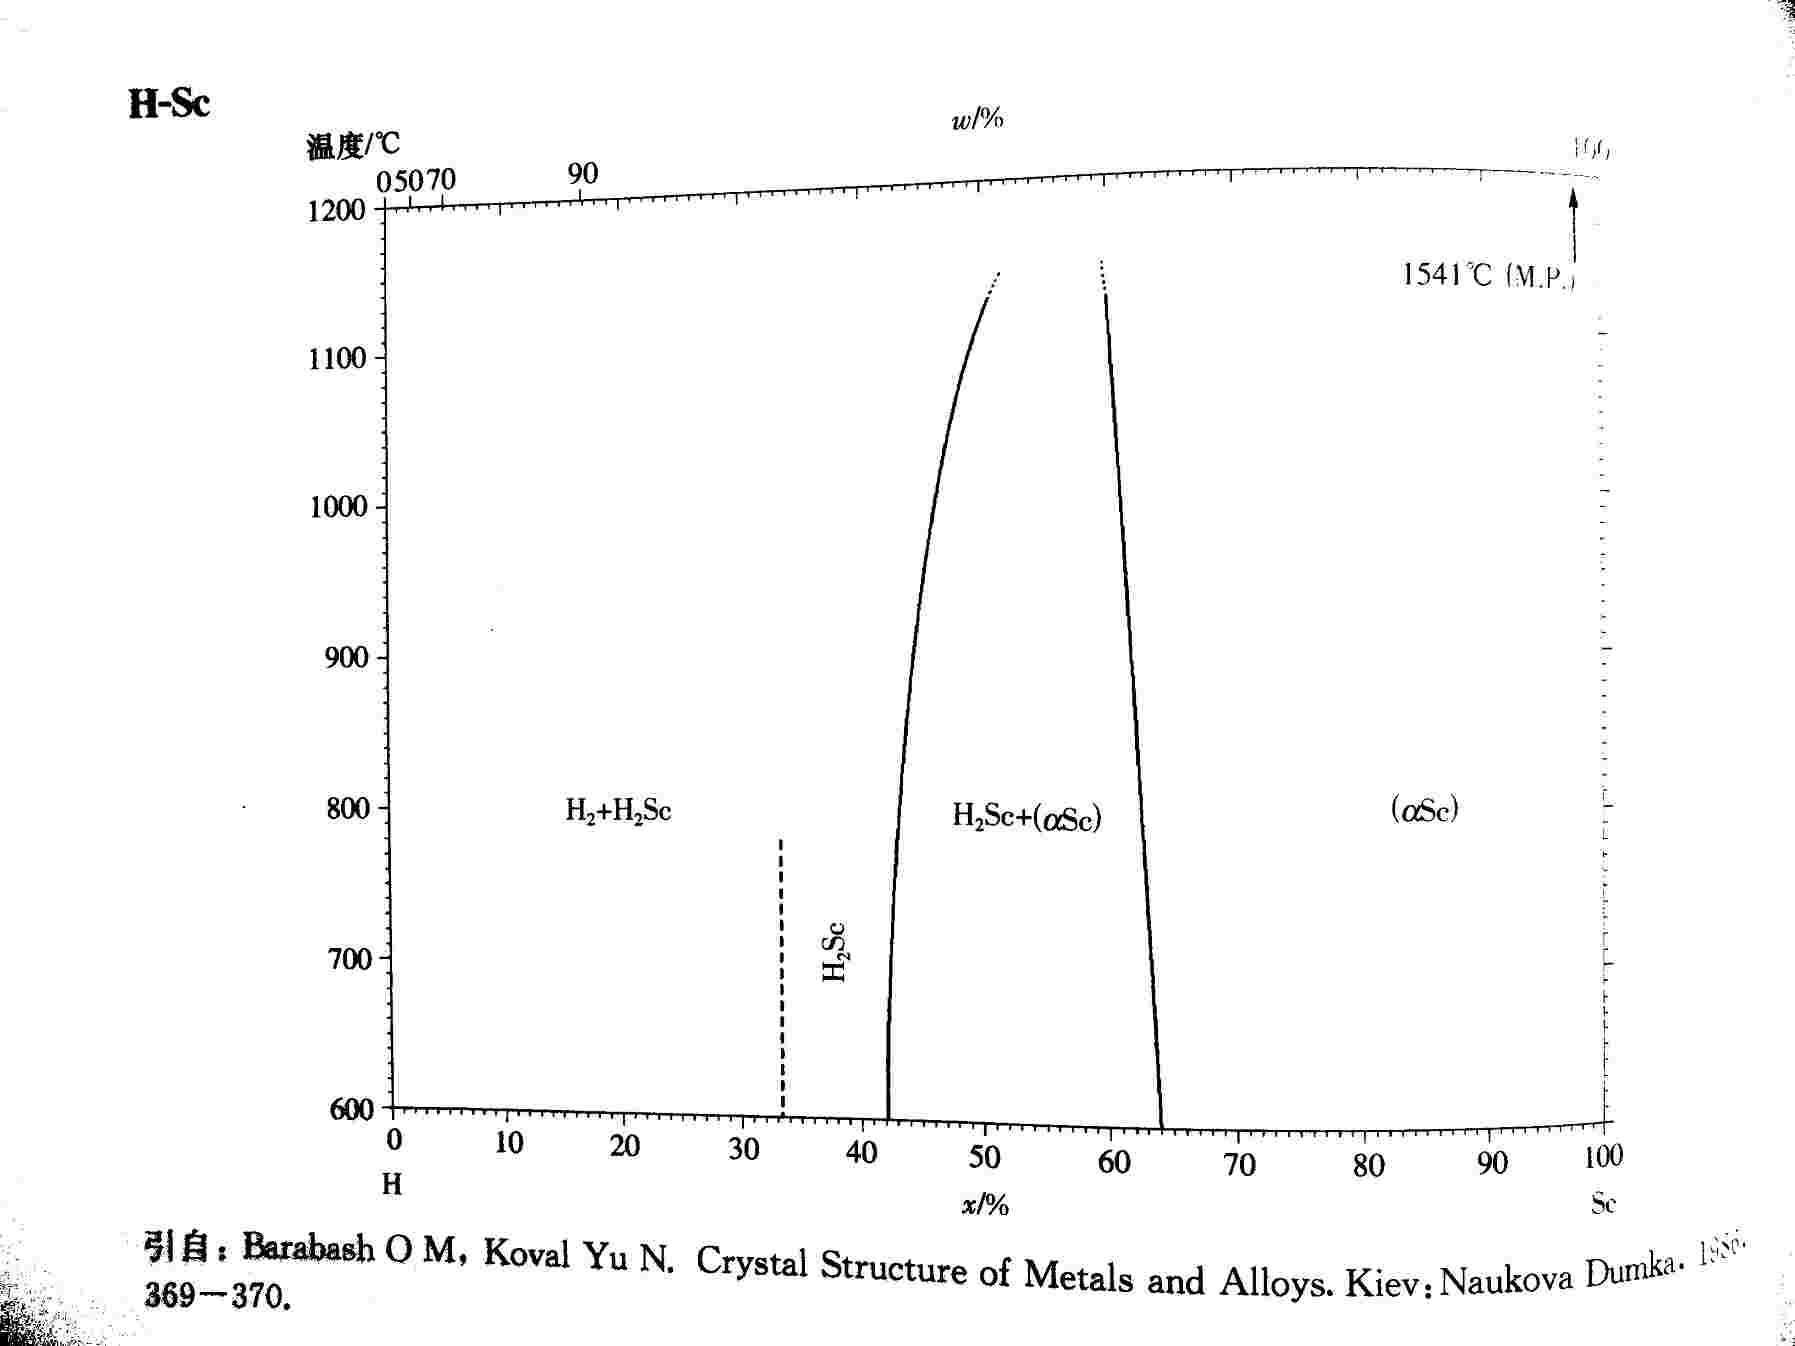 H-Sc
w/%
温度/℃
0 50 70 90 100
1200
1541℃ (M.P.)
1100
1000
900
800
H₂+H₂Sc
H₂Sc+(αSc)
(αSc)
H₂Sc
700
600
0 10 20 30 40 50 60 70 80 90 100
H
x/%
Sc
引自: Barabash O M, Koval Yu N. Crystal Structure of Metals and Alloys. Kiev: Naukova Dumka. 1986.
369—370.